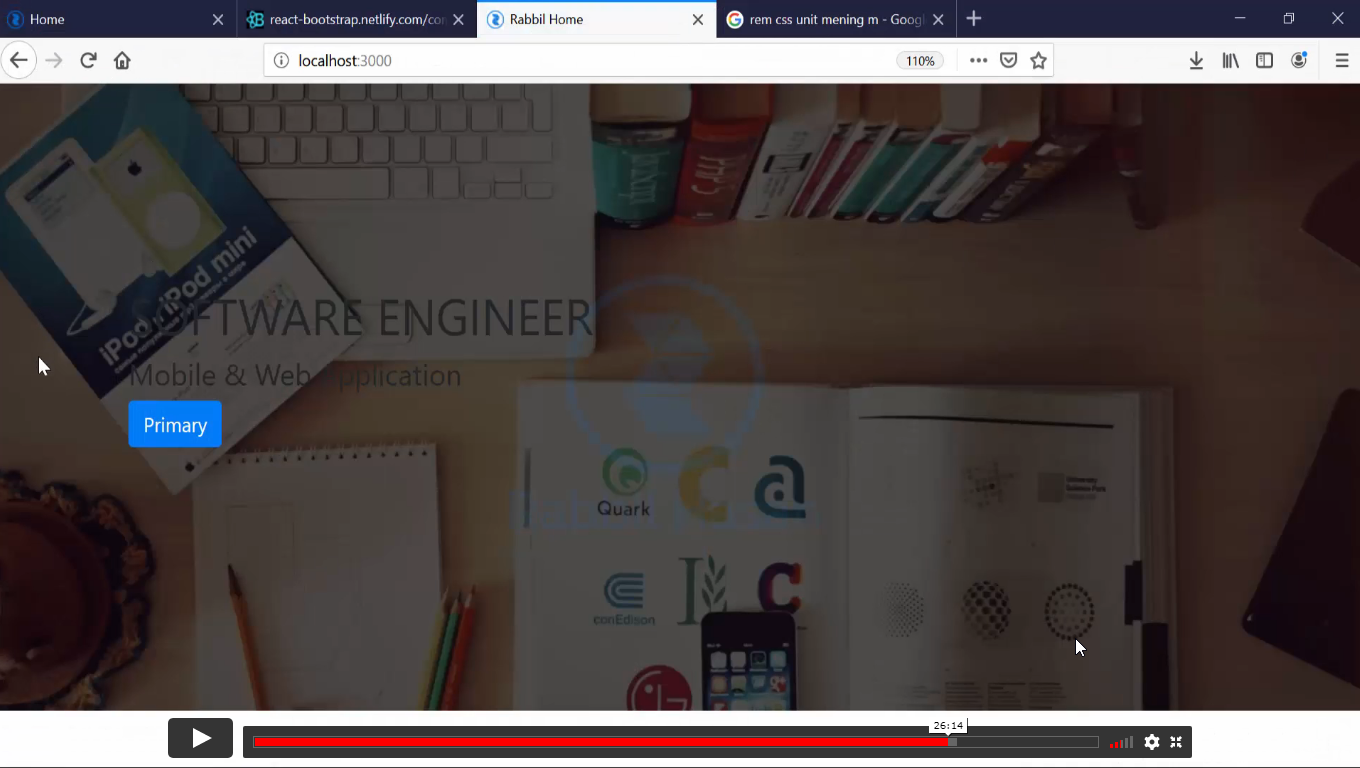 Home
react-bootstrap.netlify.com/co
Rabbil Home
rem css unit mening m - Goog
localhost:3000
110%
iPod iPod mini
SOFTWARE ENGINEER
Mobile & Web Application
Primary
Quark
conEdison
26:14